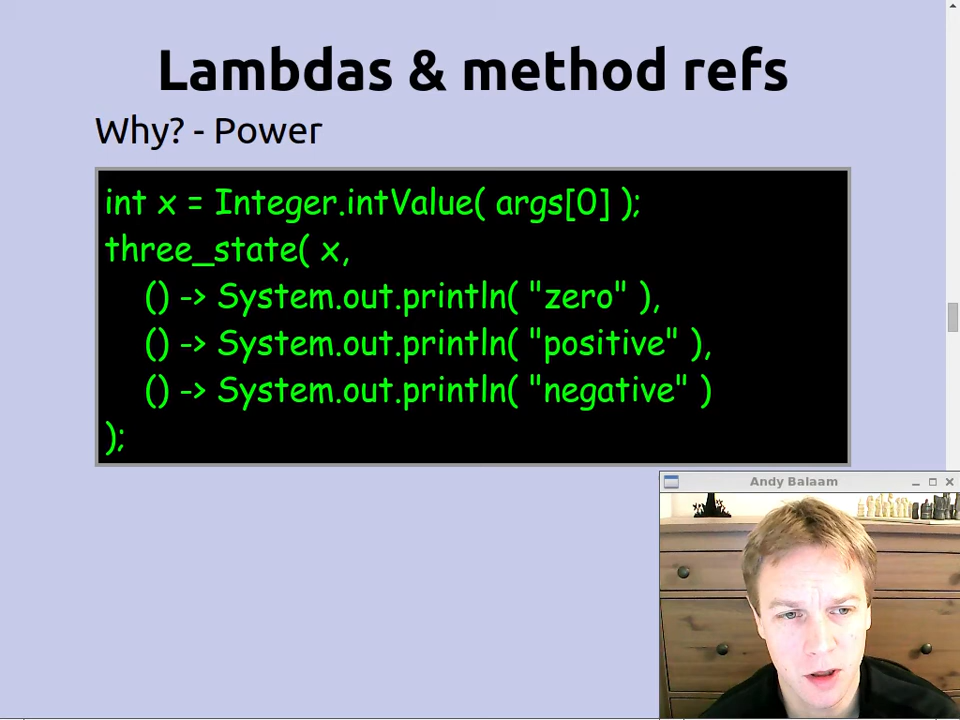 Lambdas & method refs
Why? - Power
int x = Integer.intValue( args[0] );
three_state( x,
() -> System.out.println( "zero" ),
() -> System.out.println( "positive" ),
() -> System.out.println( "negative" )
);
Andy Balaam